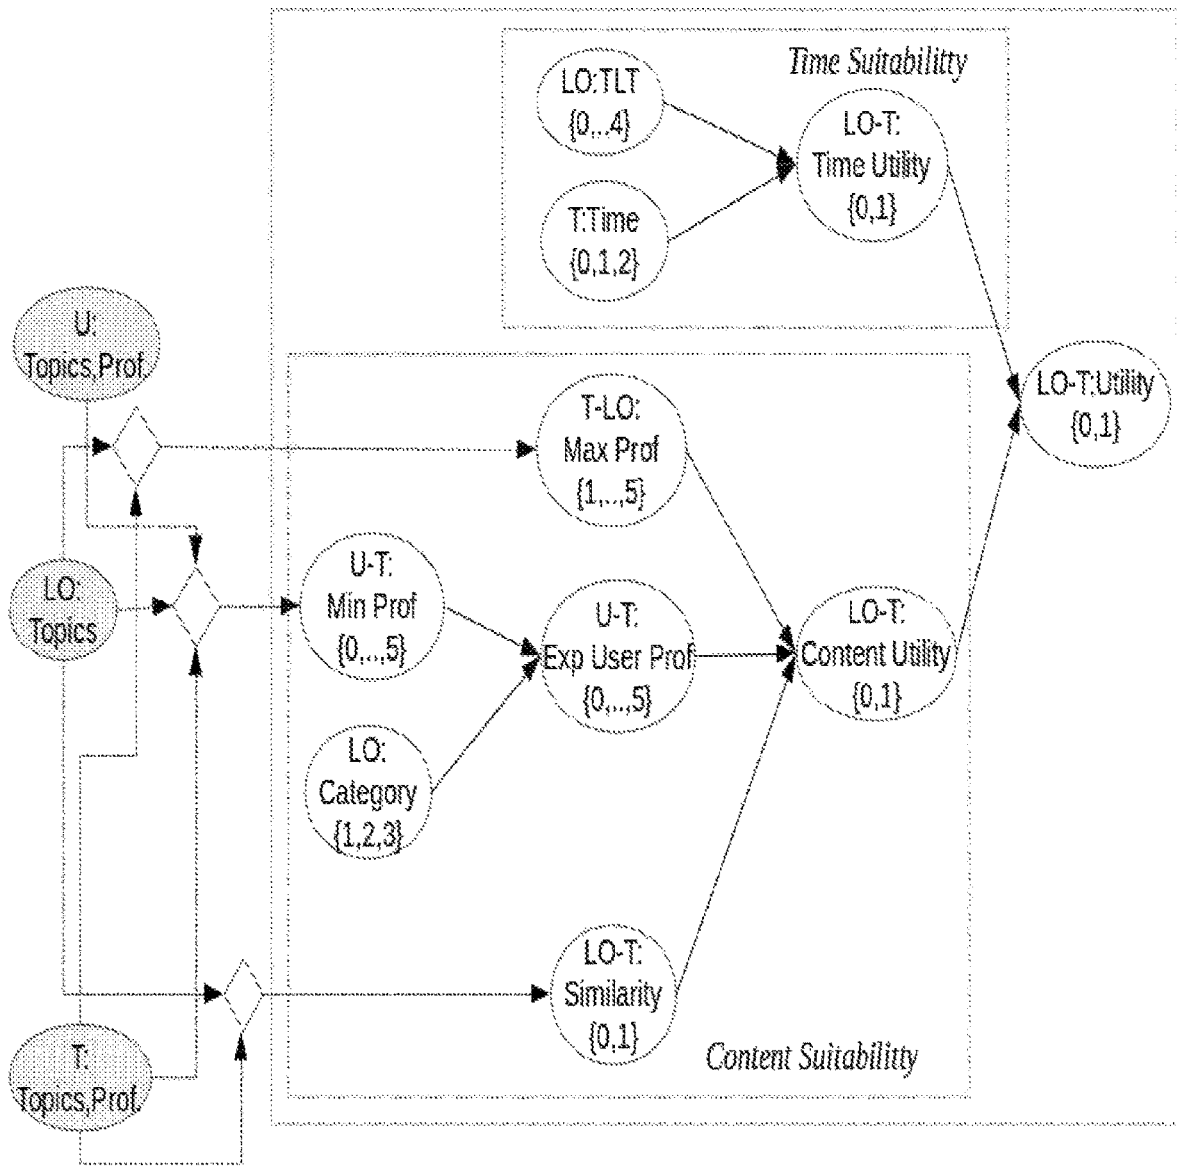 Time Suitabilitty
LO:TLT
{0,..4}
LO-T:
Time Utility
{0,1}
T:Time
{0,1,2}
U:
Topics,Prof.
LO-T:Utility
{0,1}
T-LO:
Max Prof
{1,..,5}
LO:
Topics
U-T:
Min Prof
{0,..,5}
U-T:
Exp User Prof
{0,..,5}
LO-T:
Content Utility
{0,1}
LO:
Category
{1,2,3}
LO-T:
Similarity
{0,1}
T:
Topics,Prof.
Content Suitabilitty